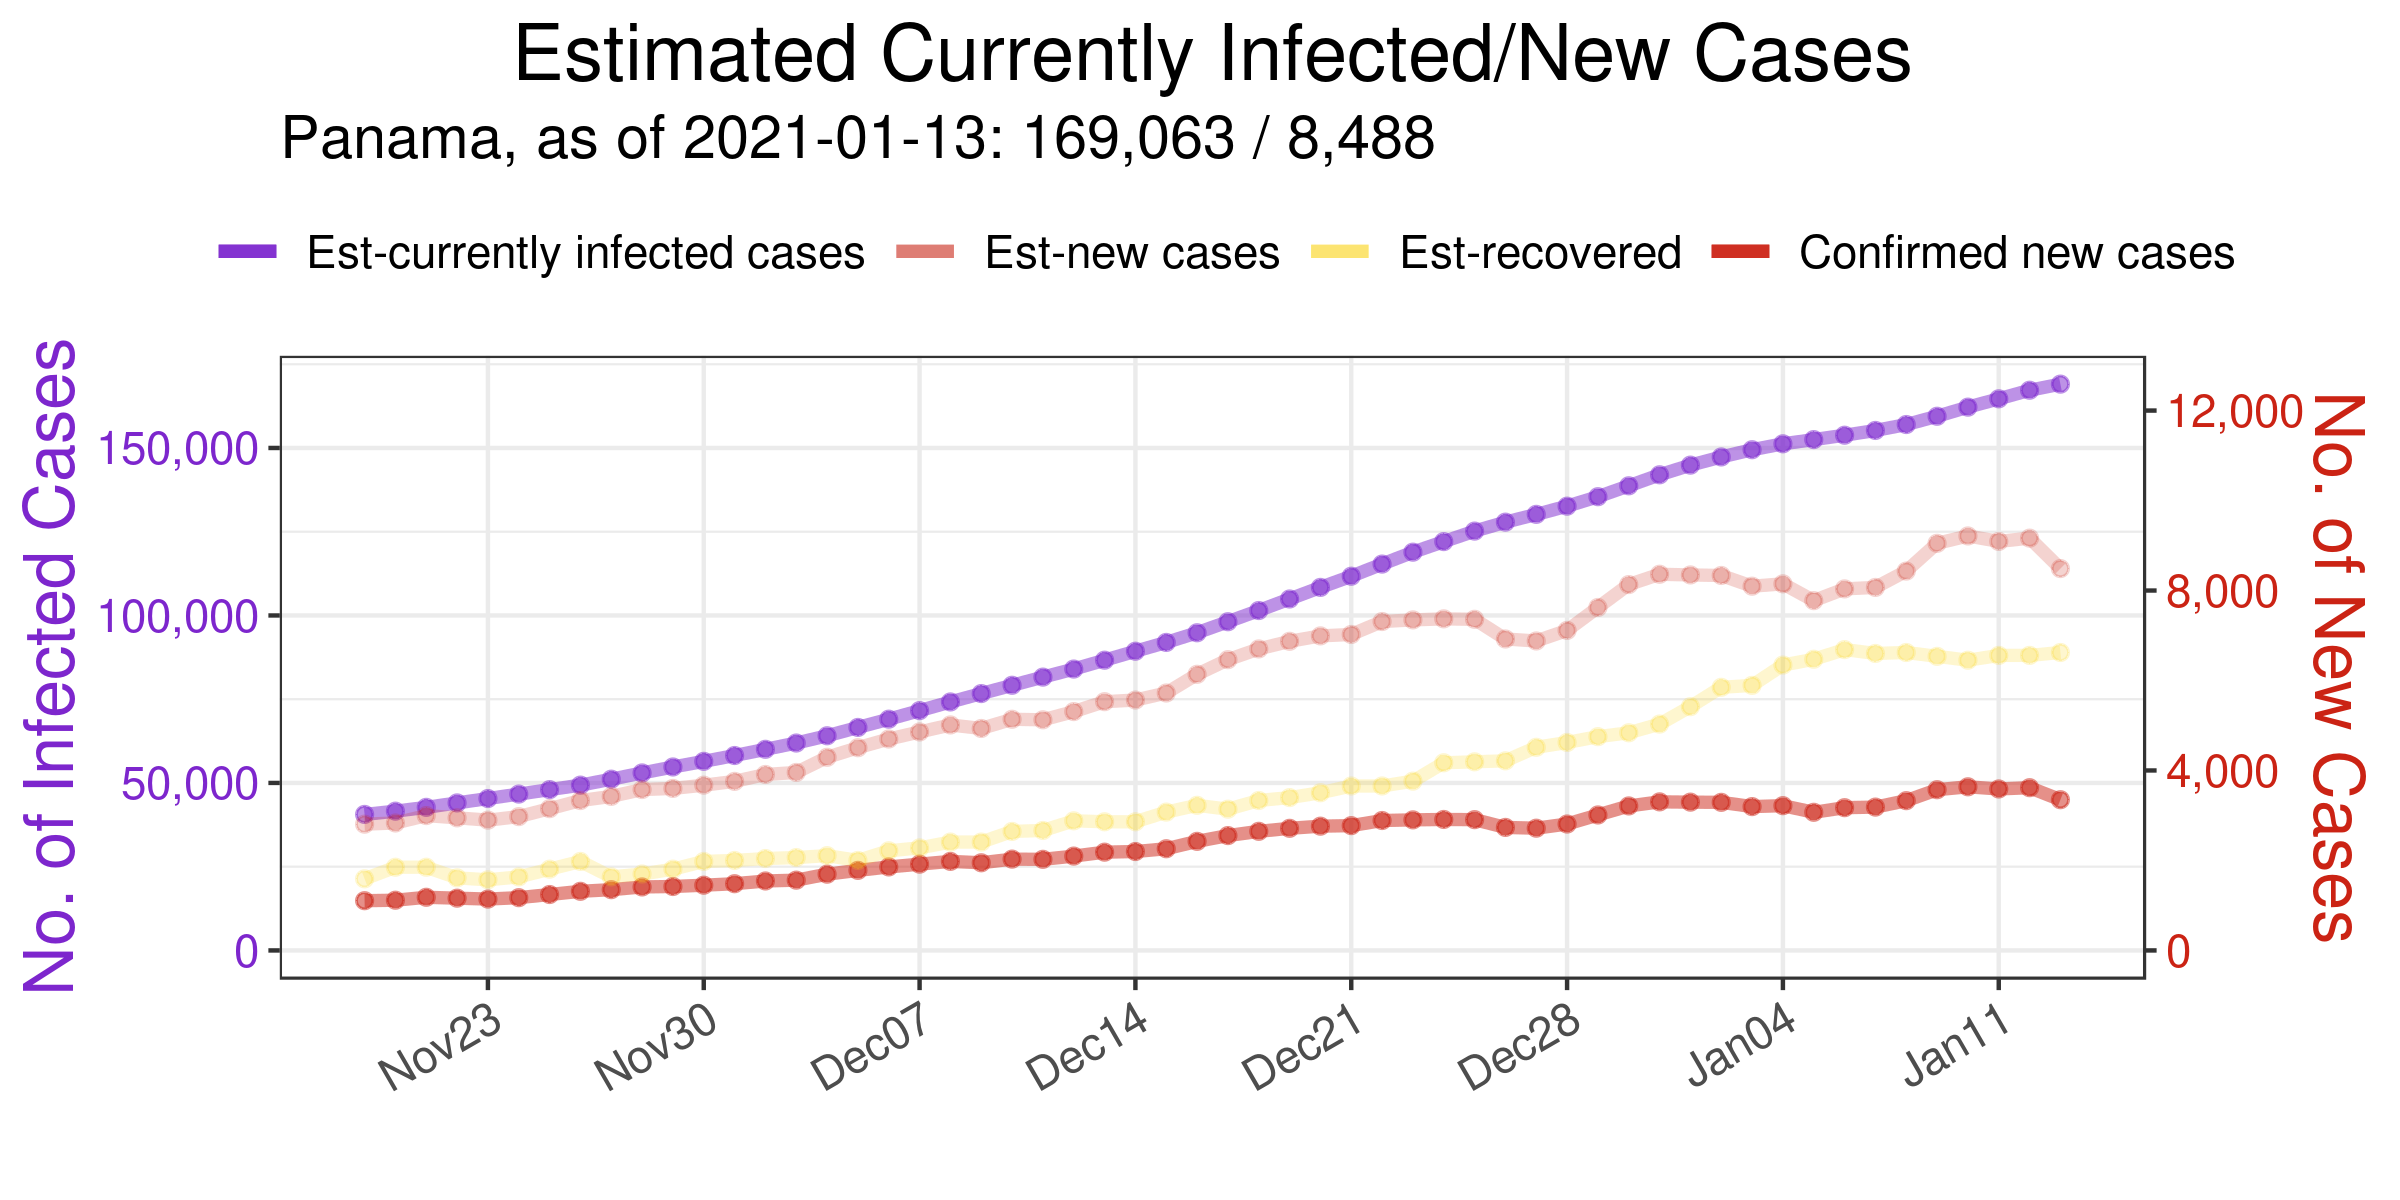 Estimated Currently Infected/New Cases
Panama, as of 2021-01-13: 169,063 / 8,488
Est-currently infected cases Est-new cases Est-recovered Confirmed new cases
No. of Infected Cases
150,000
100,000
50,000
0
12,000
8,000
4,000
0
No. of New Cases
Nov23 Nov30 Dec07 Dec14 Dec21 Dec28 Jan04 Jan11